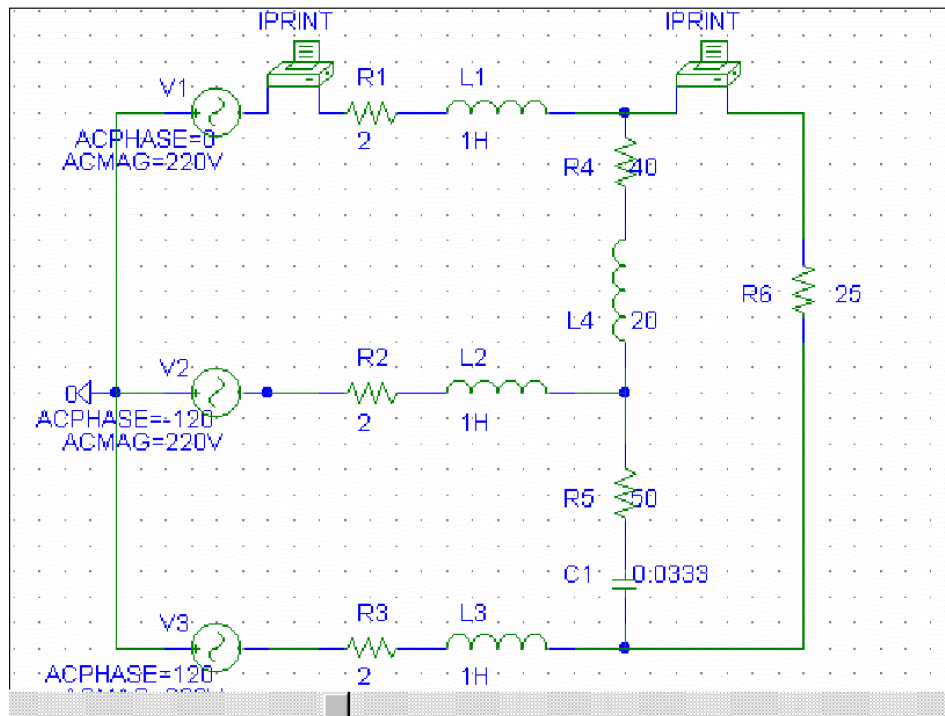 IPRINT
IPRINT
V1
R1
L1
ACPHASE=0
ACMAG=220V
2
1H
R4
40
R6
25
L4
20
V2
R2
L2
0
ACPHASE=-120
ACMAG=220V
2
1H
R5
50
C1
0.0333
V3
R3
L3
ACPHASE=120
2
1H